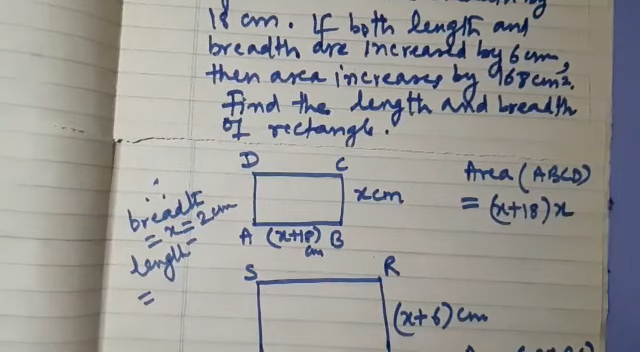 by
18 cm. If both length and
breadth are increased by 6 cm,
then area increases by 168 cm².
Find the length and breadth
of rectangle.
D C
x cm
A (x+18) B
cm
Area (ABCD)
= (x+18) x
∴
breadth
= x = 2 cm
length
=
S R
(x+6) cm